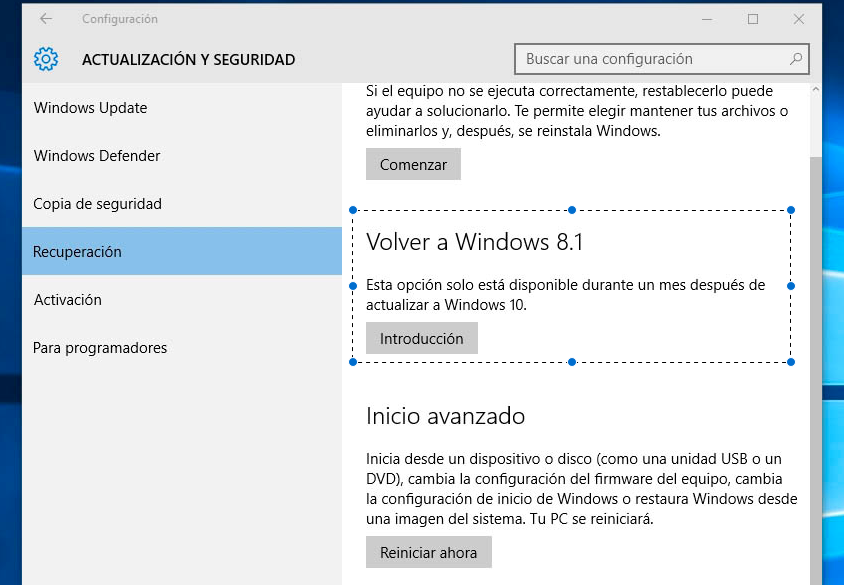 Configuración
ACTUALIZACIÓN Y SEGURIDAD
Buscar una configuración
Windows Update
Windows Defender
Copia de seguridad
Recuperación
Activación
Para programadores
Si el equipo no se ejecuta correctamente, restablecerlo puede
ayudar a solucionarlo. Te permite elegir mantener tus archivos o
eliminarlos y, después, se reinstala Windows.
Comenzar
Volver a Windows 8.1
Esta opción solo está disponible durante un mes después de
actualizar a Windows 10.
Introducción
Inicio avanzado
Inicia desde un dispositivo o disco (como una unidad USB o un
DVD), cambia la configuración del firmware del equipo, cambia
la configuración de inicio de Windows o restaura Windows desde
una imagen del sistema. Tu PC se reiniciará.
Reiniciar ahora